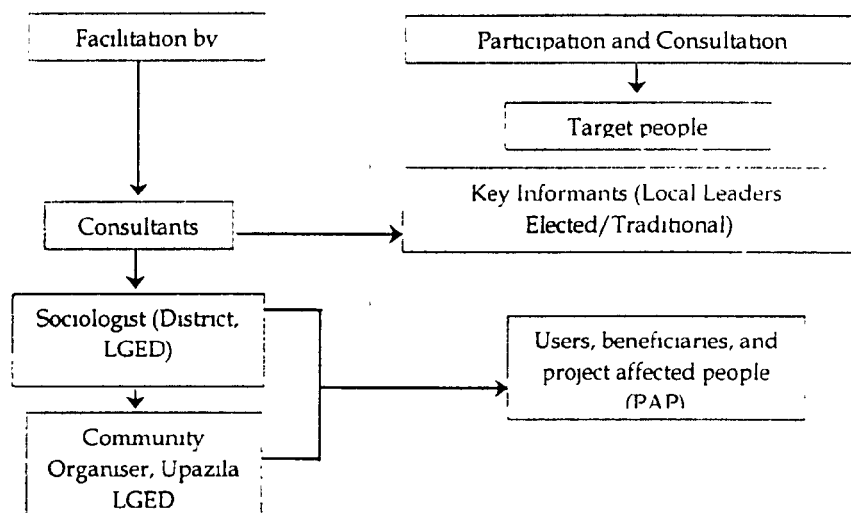 Facilitation by
Participation and Consultation
Target people
Key Informants (Local Leaders
Elected/Traditional)
Consultants
Sociologist (District,
LGED)
Users, beneficiaries, and
project affected people
(PAP)
Community
Organiser, Upazila
LGED